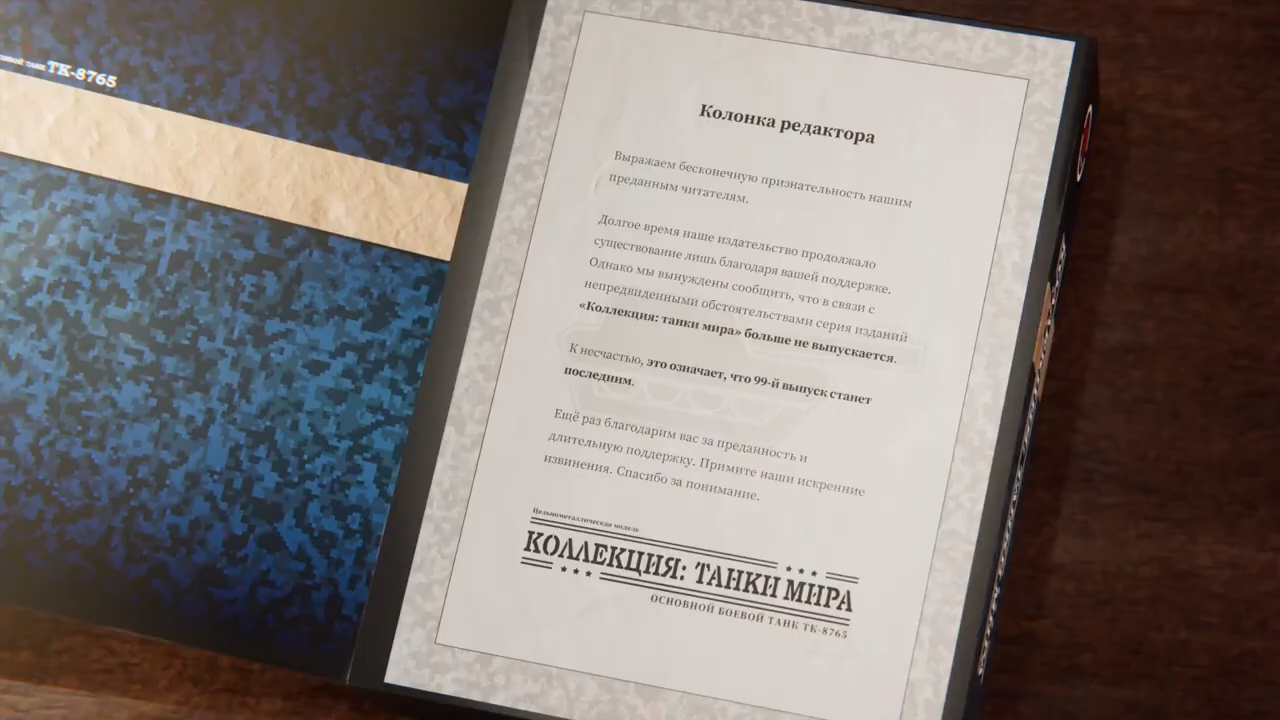 ТК-8765
Колонка редактора
Выражаем бесконечную признательность нашим
преданным читателям.
Долгое время наше издательство продолжало
существование лишь благодаря вашей поддержке.
Однако мы вынуждены сообщить, что в связи с
непредвиденными обстоятельствами серия изданий
«Коллекция: танки мира» больше не выпускается.
К несчастью, это означает, что 99-й выпуск станет
последним.
Ещё раз благодарим вас за преданность и
длительную поддержку. Примите наши искренние
извинения. Спасибо за понимание.
Цельнометаллическая модель
КОЛЛЕКЦИЯ: ТАНКИ МИРА
ОСНОВНОЙ БОЕВОЙ ТАНК ТК-8765